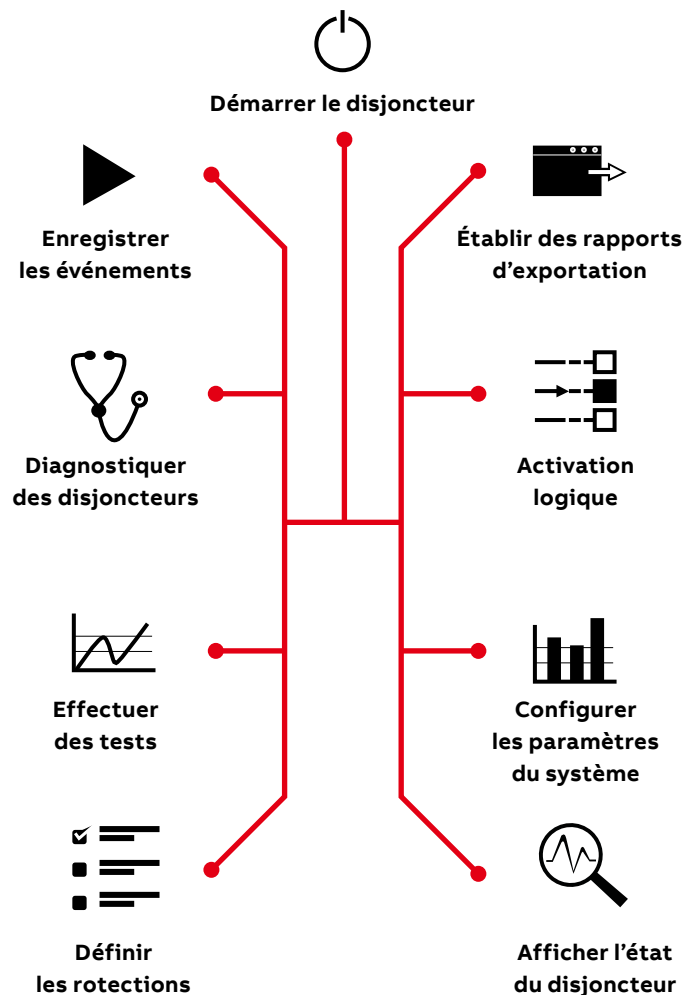 Démarrer le disjoncteur
Enregistrer
les événements
Établir des rapports
d'exportation
Diagnostiquer
des disjoncteurs
Activation
logique
Effectuer
des tests
Configurer
les paramètres
du système
Définir
les rotections
Afficher l'état
du disjoncteur